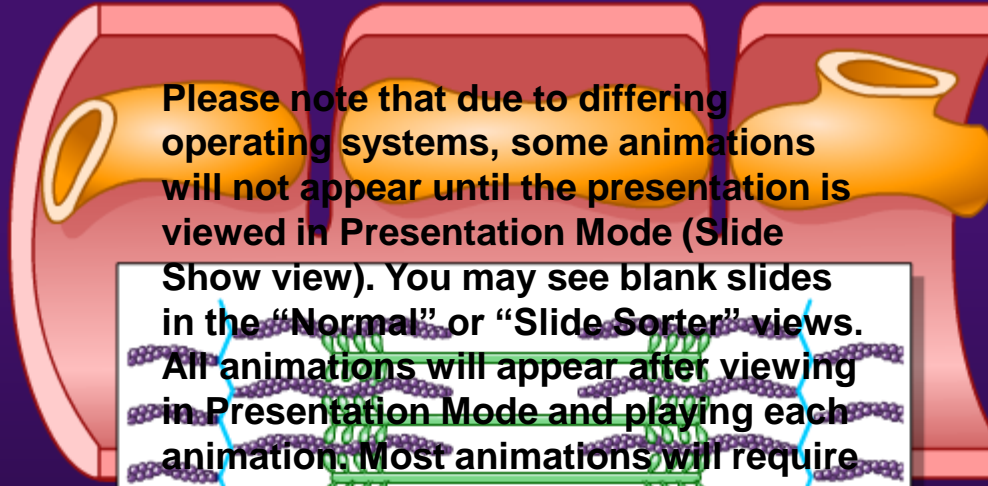 Please note that due to differing
operating systems, some animations
will not appear until the presentation is
viewed in Presentation Mode (Slide
Show view). You may see blank slides
in the “Normal” or “Slide Sorter” views.
All animations will appear after viewing
in Presentation Mode and playing each
animation. Most animations will require